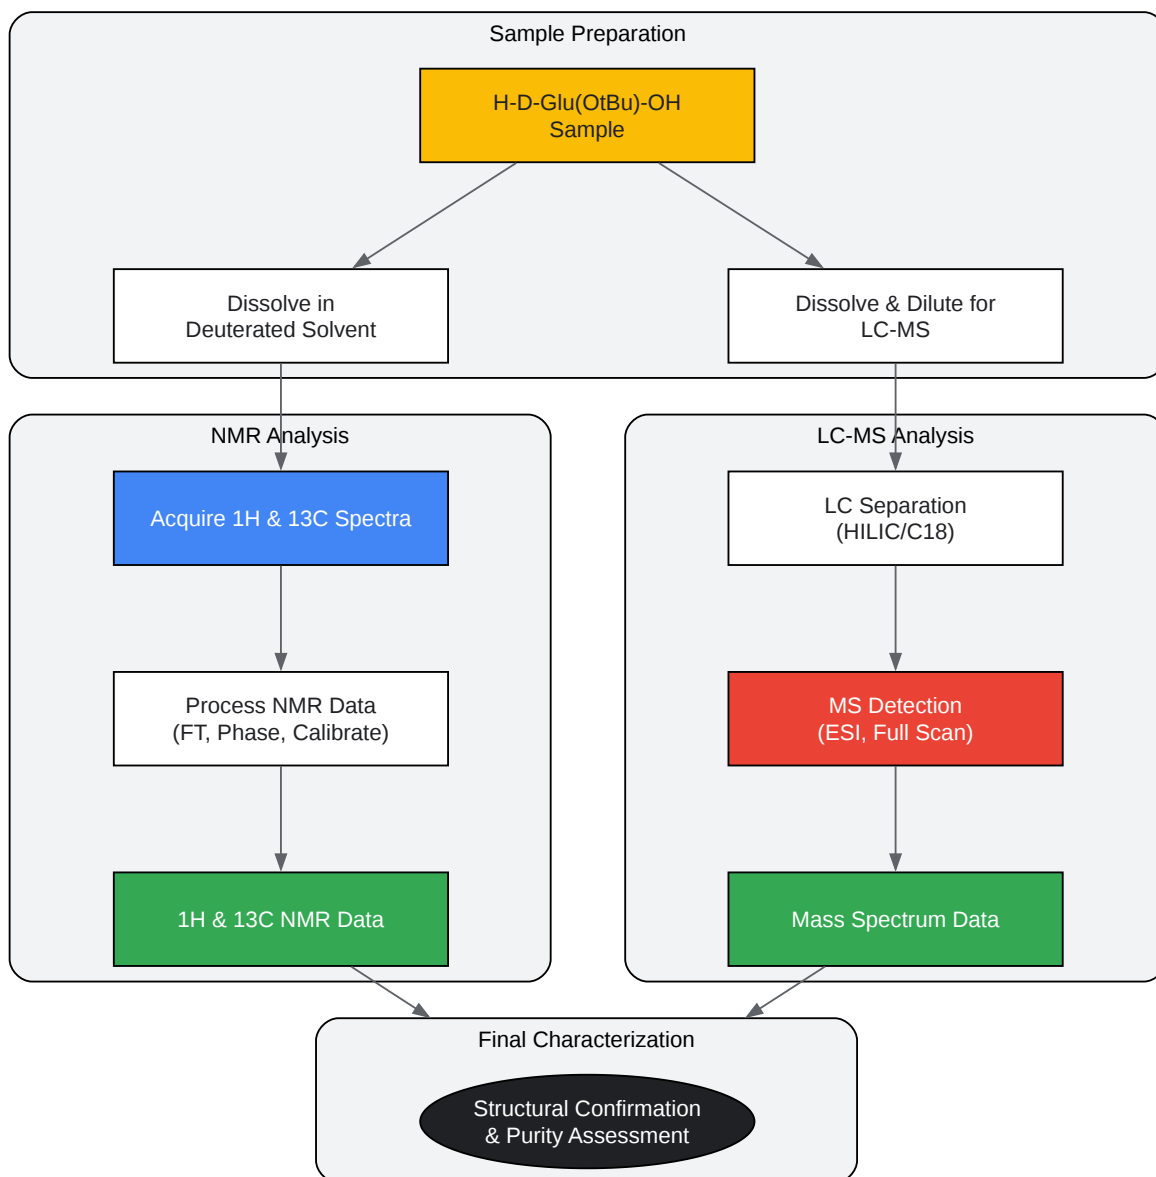 Sample Preparation
H-D-Glu(OtBu)-OH
Sample
Dissolve in
Deuterated Solvent
Dissolve & Dilute for
LC-MS
NMR Analysis
Acquire 1H & 13C Spectra
Process NMR Data
(FT, Phase, Calibrate)
1H & 13C NMR Data
LC-MS Analysis
LC Separation
(HILIC/C18)
MS Detection
(ESI, Full Scan)
Mass Spectrum Data
Final Characterization
Structural Confirmation
& Purity Assessment